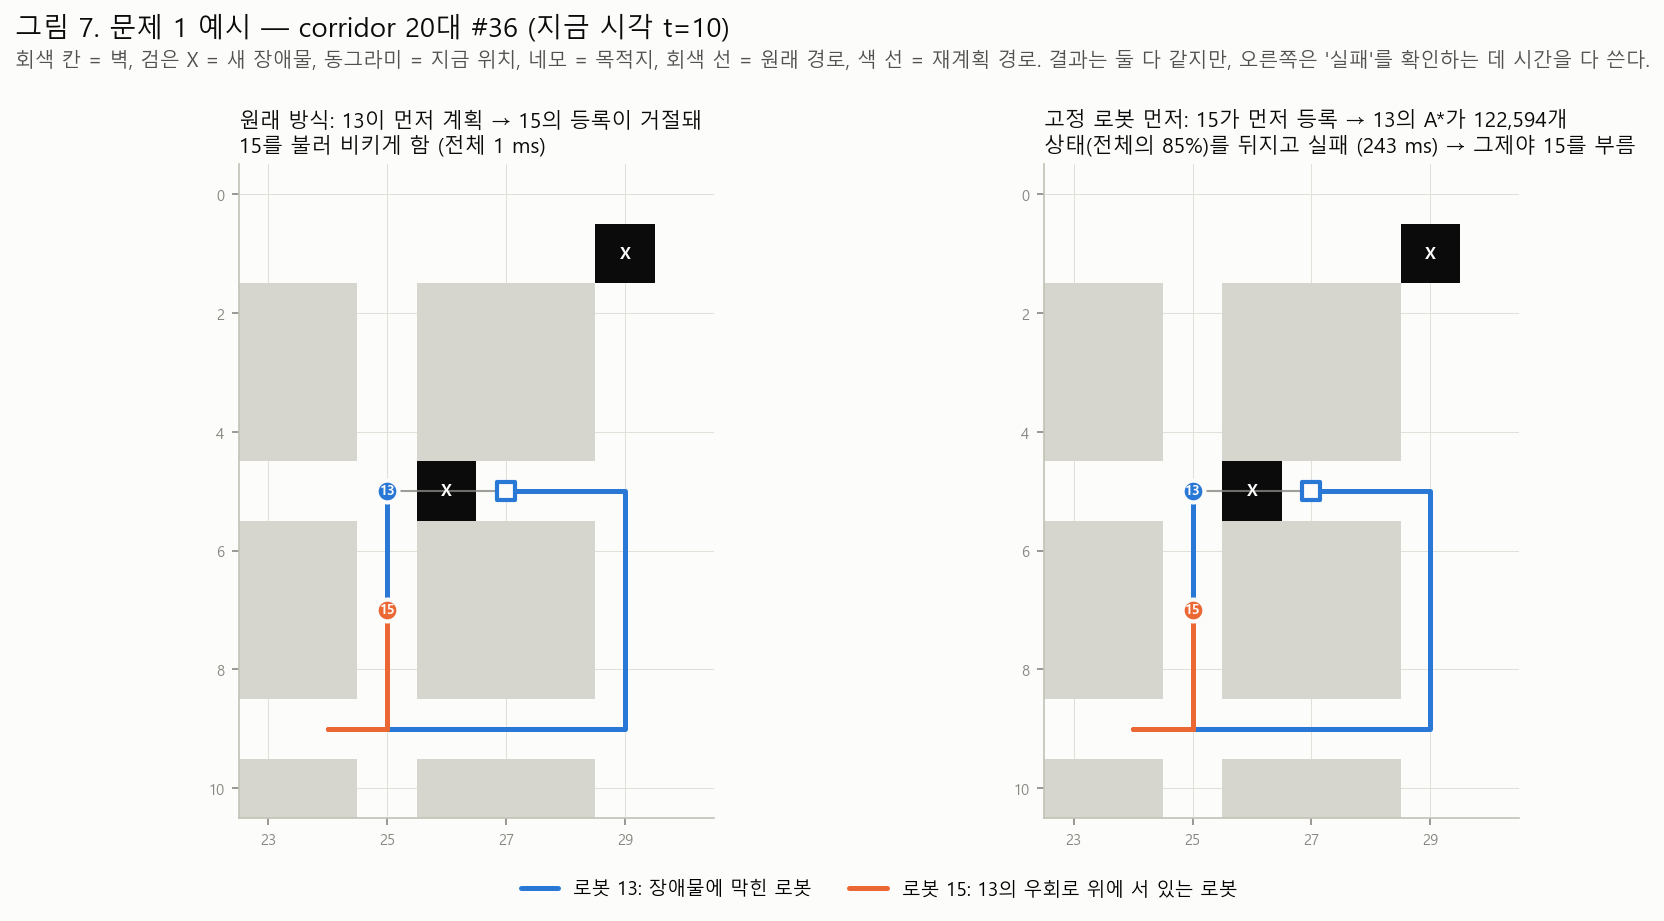 그림 7. 문제 1 예시 — corridor 20대 #36 (지금 시각 t=10)
회색 칸 = 벽, 검은 X = 새 장애물, 동그라미 = 지금 위치, 네모 = 목적지, 회색 선 = 원래 경로, 색 선 = 재계획 경로. 결과는 둘 다 같지만, 오른쪽은 '실패'를 확인하는 데 시간을 다 쓴다.
원래 방식: 13이 먼저 계획 → 15의 등록이 거절돼
15를 불러 비키게 함 (전체 1 ms)
0
2
4
6
8
10
23
25
27
29
X
X
13
15
고정 로봇 먼저: 15가 먼저 등록 → 13의 A*가 122,594개
상태(전체의 85%)를 뒤지고 실패 (243 ms) → 그제야 15를 부름
0
2
4
6
8
10
23
25
27
29
X
X
13
15
로봇 13: 장애물에 막힌 로봇
로봇 15: 13의 우회로 위에 서 있는 로봇